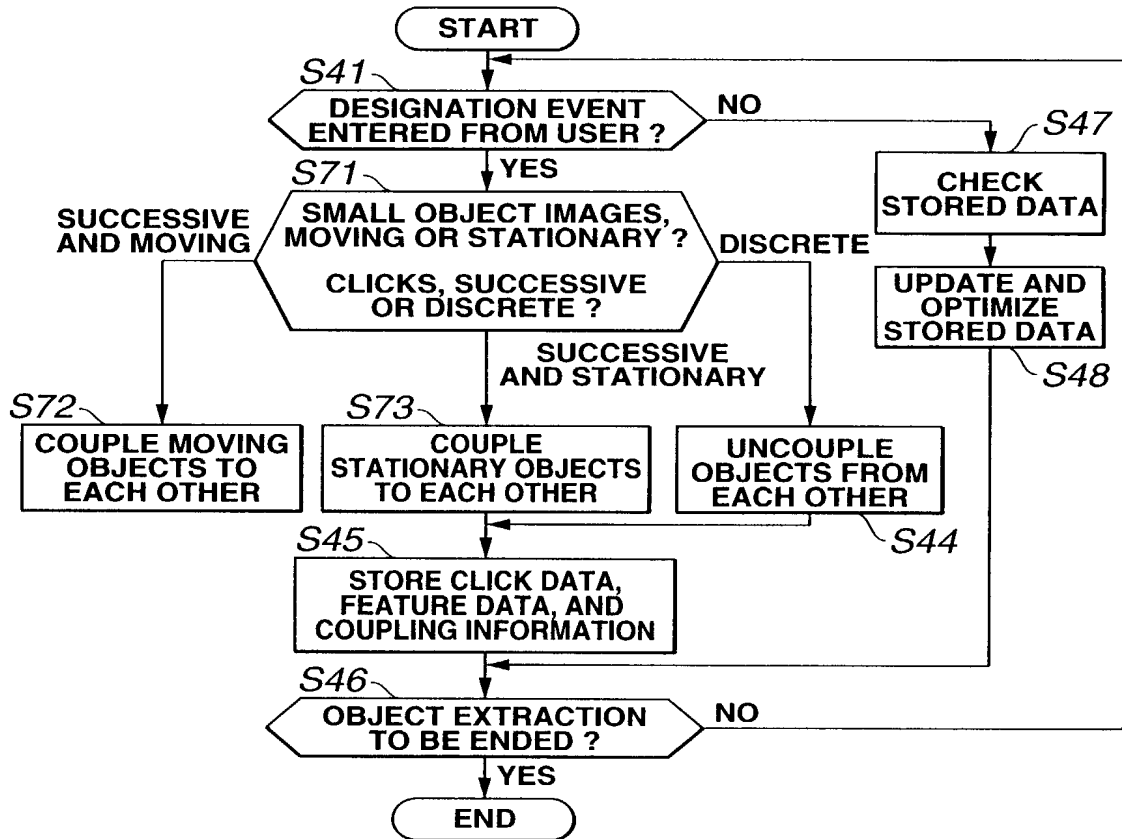 START
S41
DESIGNATION EVENT
ENTERED FROM USER ?
NO
S47
YES
CHECK
STORED DATA
S71
SUCCESSIVE
AND MOVING
SMALL OBJECT IMAGES,
MOVING OR STATIONARY ?
CLICKS, SUCCESSIVE
OR DISCRETE ?
DISCRETE
UPDATE AND
OPTIMIZE
STORED DATA
S48
SUCCESSIVE
AND STATIONARY
S72
COUPLE MOVING
OBJECTS TO
EACH OTHER
S73
COUPLE
STATIONARY OBJECTS
TO EACH OTHER
UNCOUPLE
OBJECTS FROM
EACH OTHER
S44
S45
STORE CLICK DATA,
FEATURE DATA, AND
COUPLING INFORMATION
S46
OBJECT EXTRACTION
TO BE ENDED ?
NO
YES
END